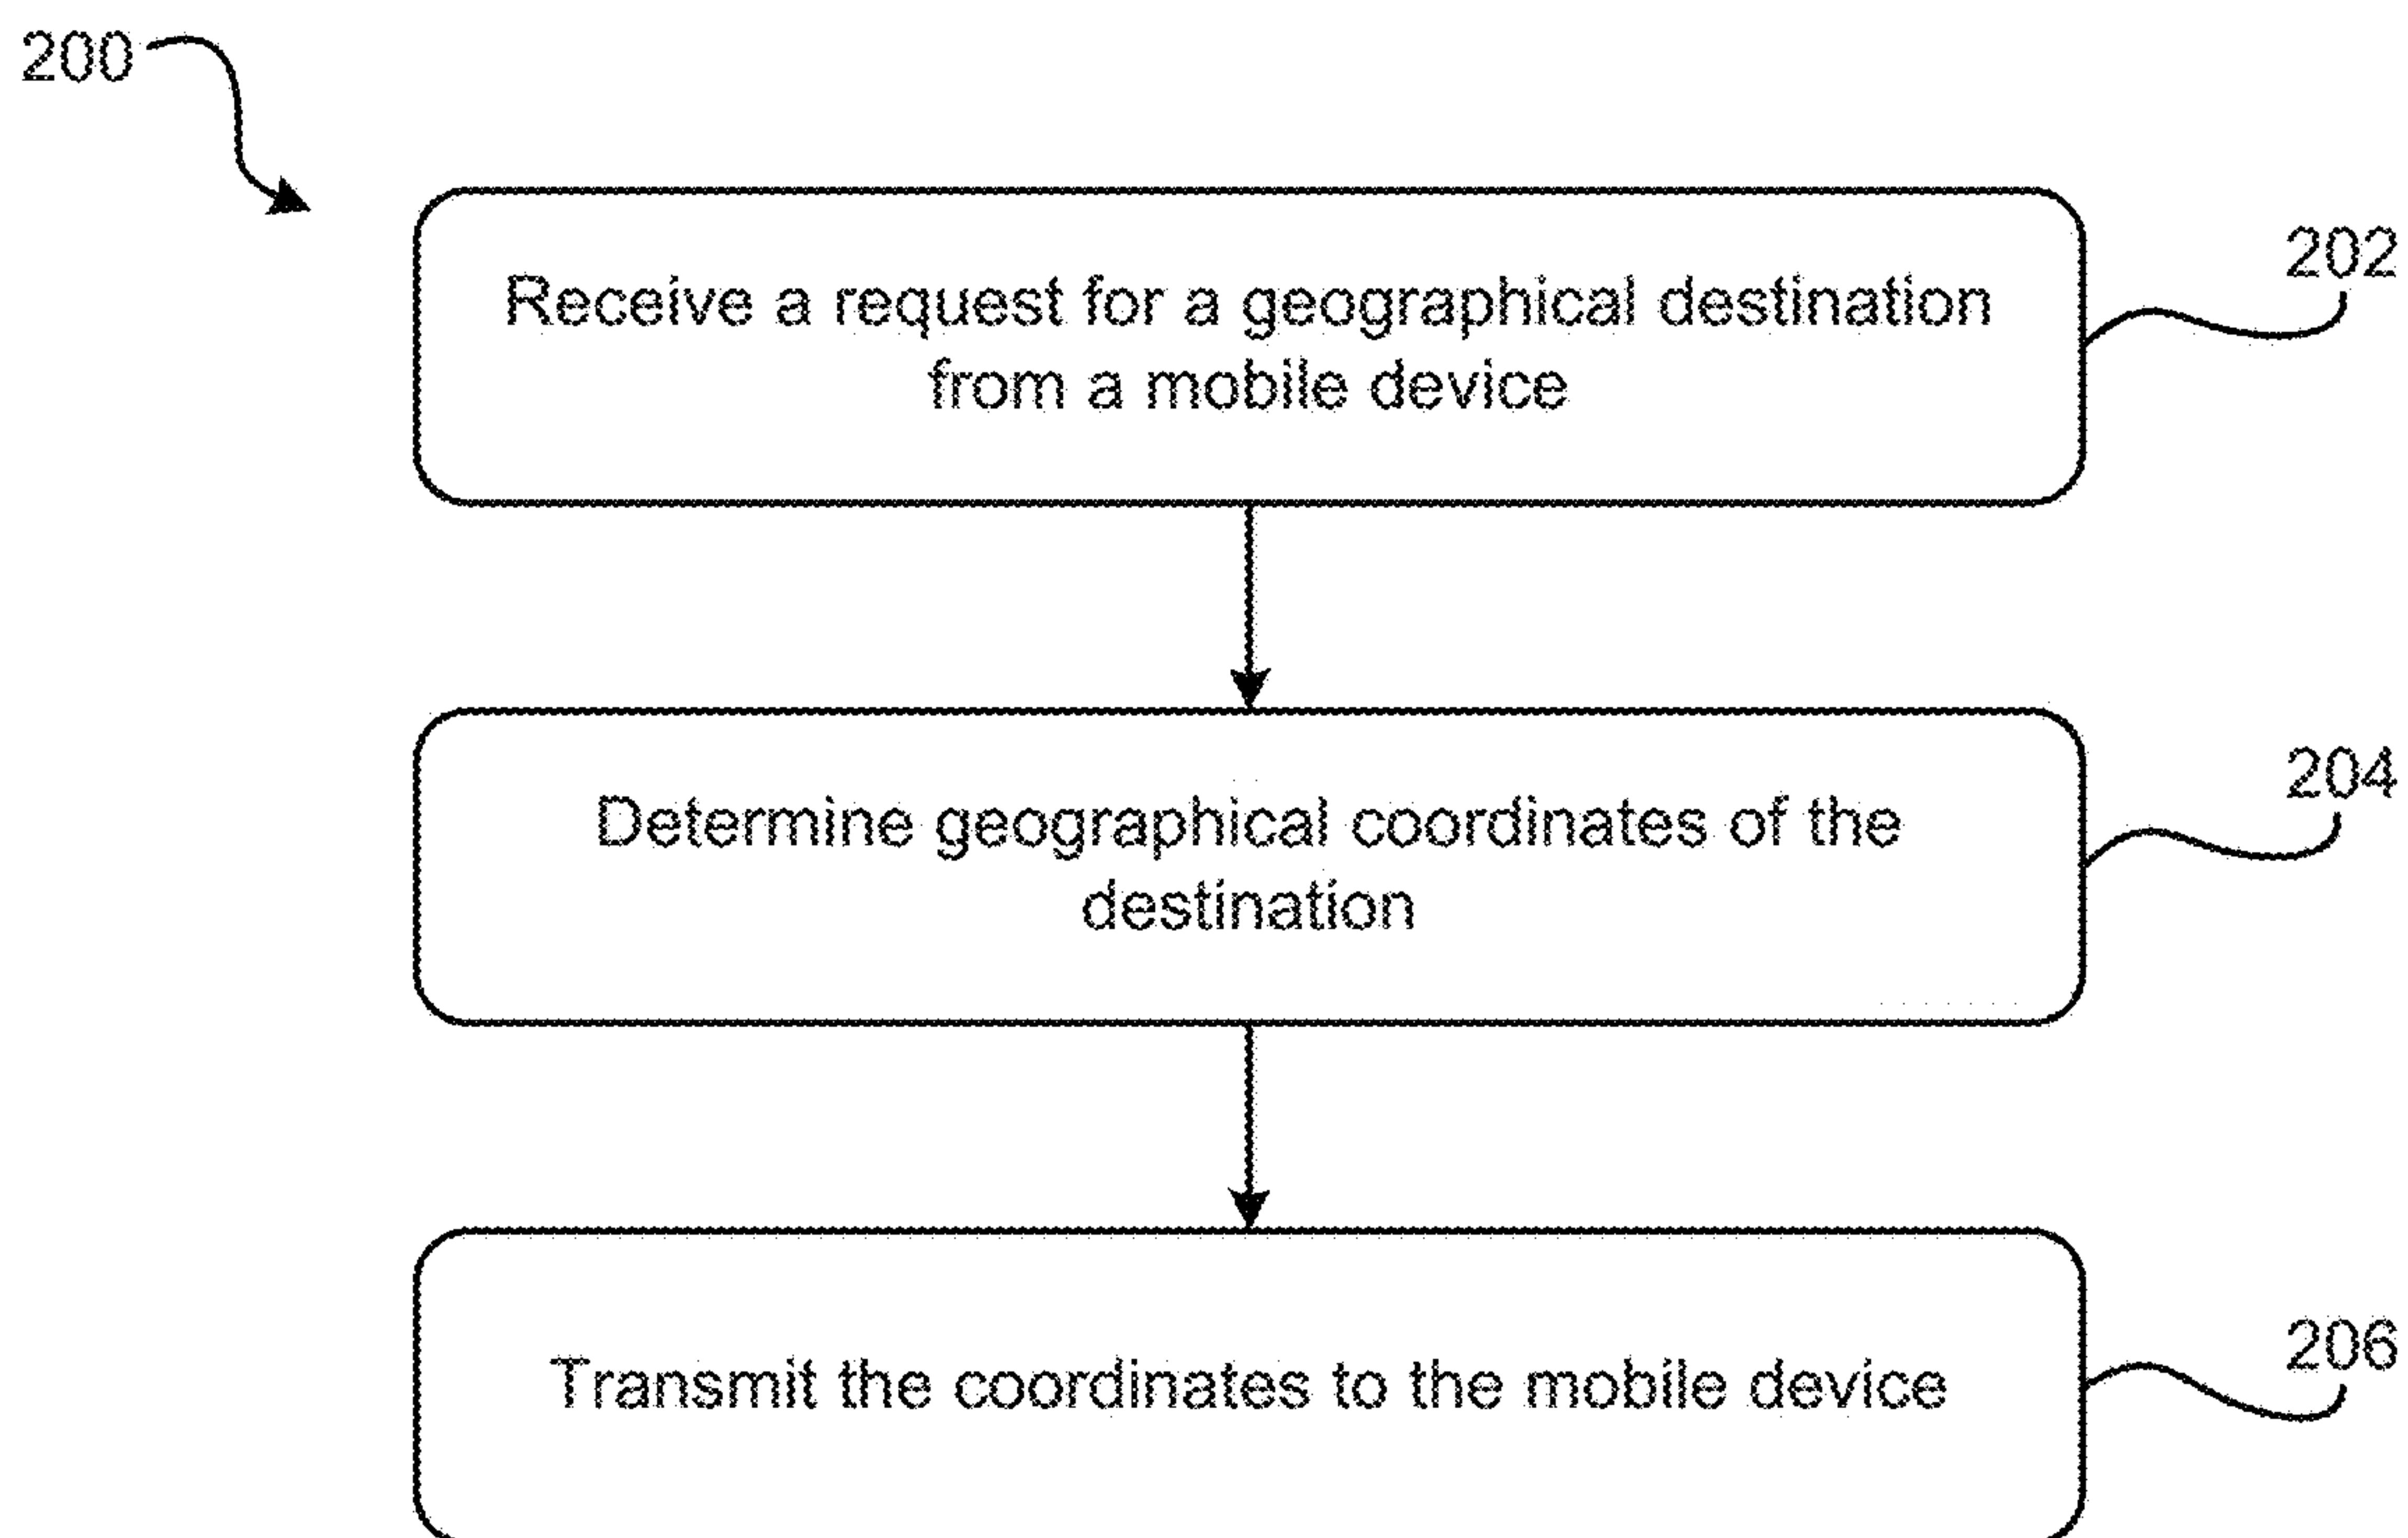 200
202
Receive a request for a geographical destination
from a mobile device
204
Determine geographical coordinates of the
destination
206
Transmit the coordinates to the mobile device